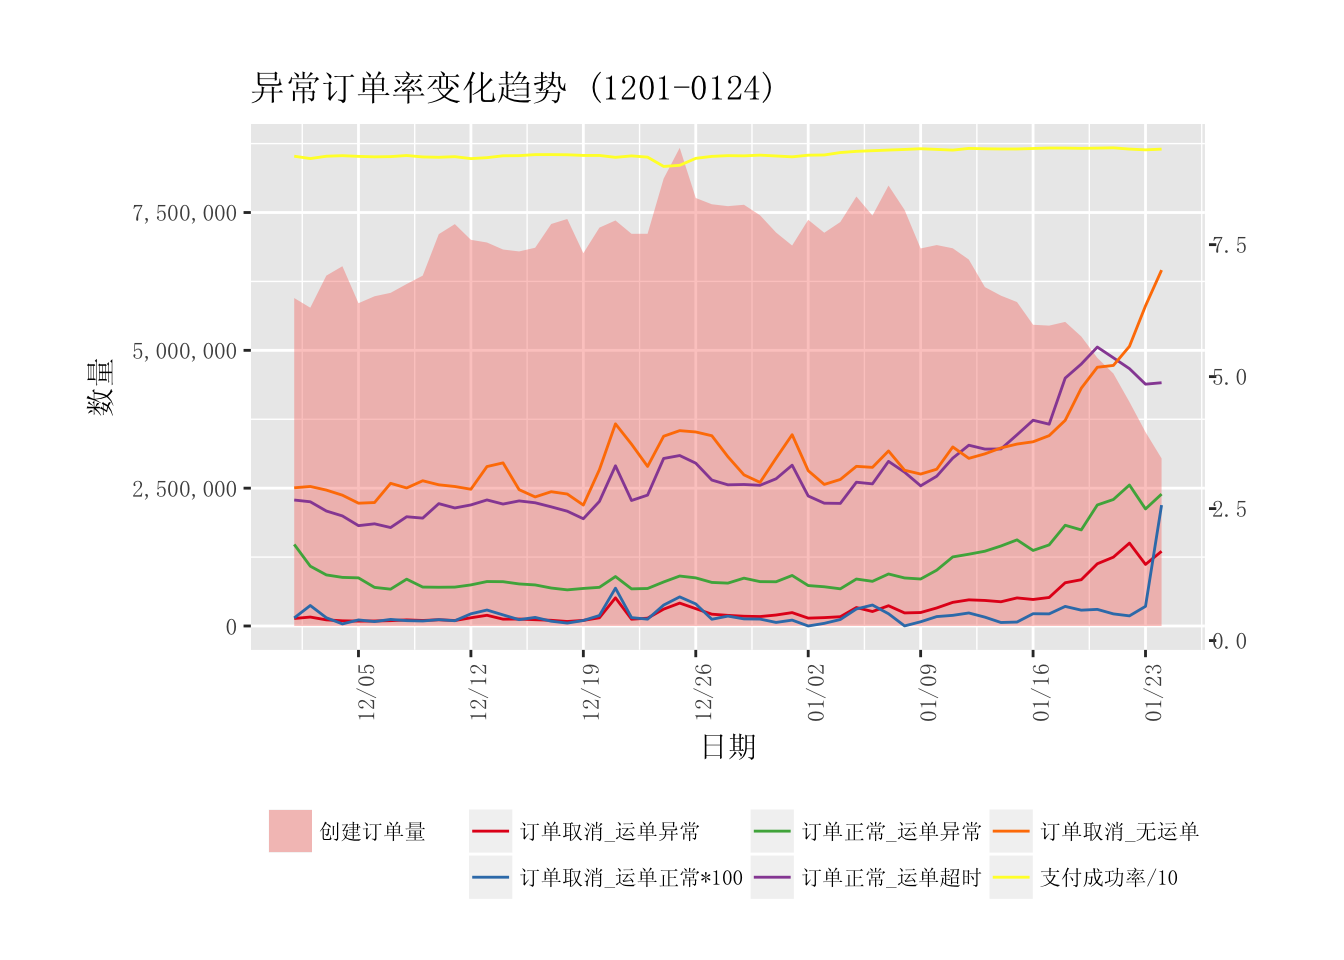 异常订单率变化趋势 (1201-0124)
7,500,000
5,000,000
2,500,000
0
数量
7.5
5.0
2.5
0.0
12/05
12/12
12/19
12/26
01/02
01/09
01/16
01/23
日期
创建订单量
订单取消_运单异常
订单正常_运单异常
订单取消_无运单
订单取消_运单正常*100
订单正常_运单超时
支付成功率/10